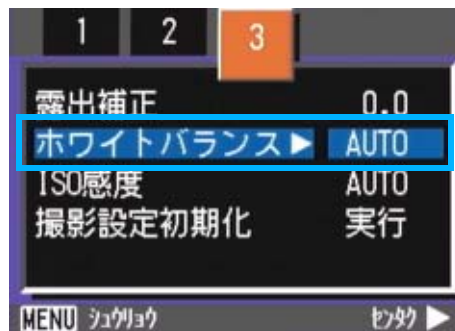 1 2 3
露出補正 0.0
ホワイトバランス▶ AUTO
ISO感度 AUTO
撮影設定初期化 実行
MENU シュウリョウ センタク ▶